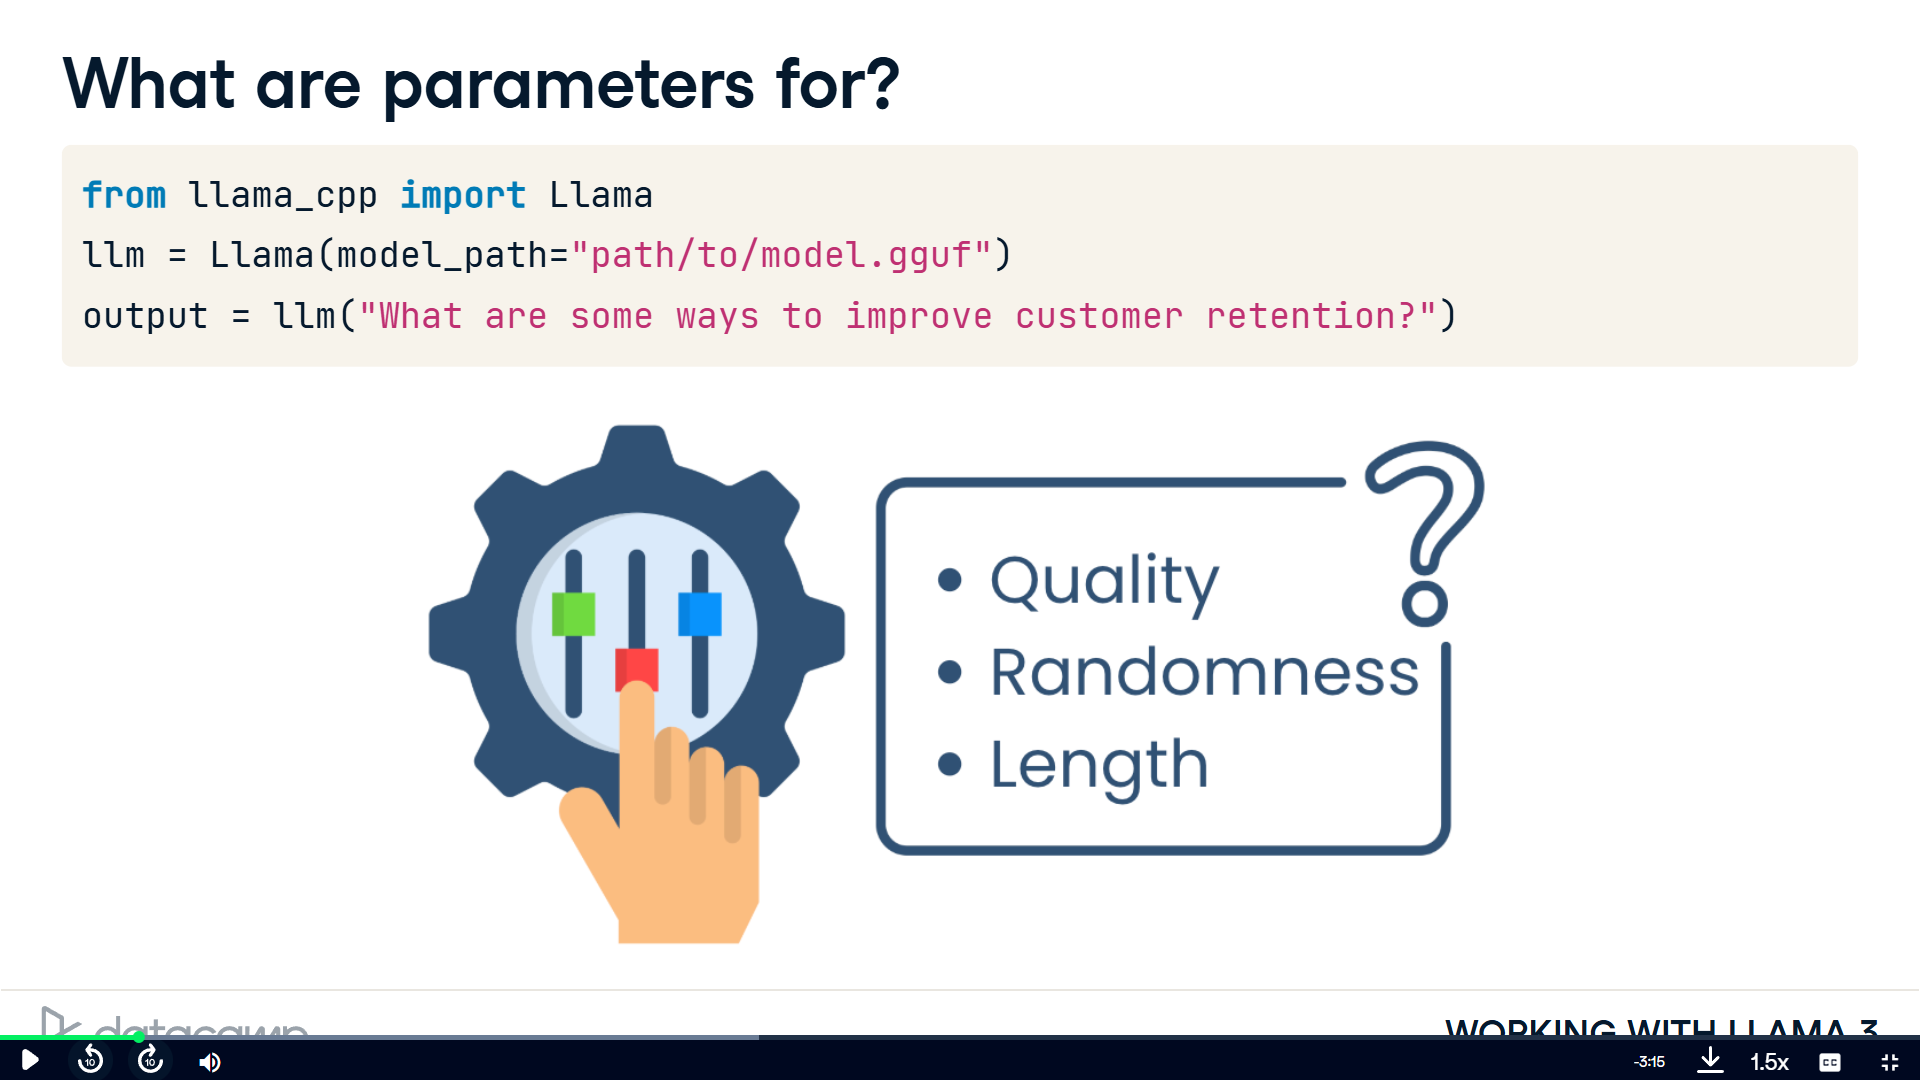 What are parameters for?
from llama_cpp import Llama
llm = Llama(model_path="path/to/model.gguf")
output = llm("What are some ways to improve customer retention?")
?
• Quality
• Randomness
• Length
datacamp
WORKING WITH LLAMA 3
10
10
-3:15
1.5x
CC